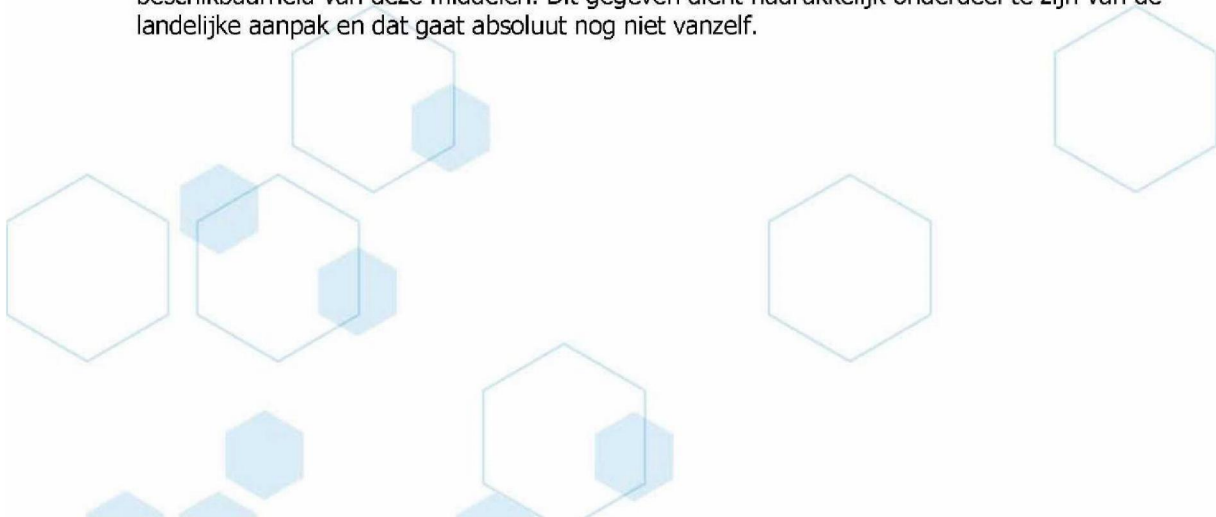 beschikbaarheid van deze middelen. Dit gegeven dient nadrukkelijk onderdeel te zijn van de
landelijke aanpak en dat gaat absoluut nog niet vanzelf.